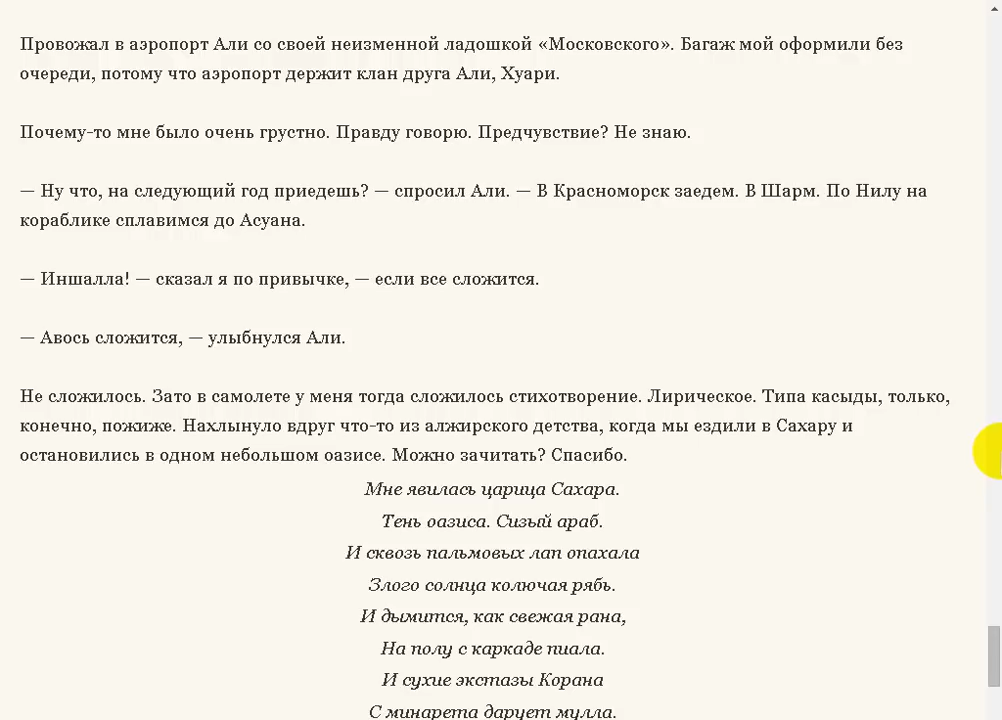 Провожал в аэропорт Али со своей неизменной ладошкой «Московского». Багаж мой оформили без
очереди, потому что аэропорт держит клан друга Али, Хуари.
Почему-то мне было очень грустно. Правду говорю. Предчувствие? Не знаю.
— Ну что, на следующий год приедешь? — спросил Али. — В Красноморск заедем. В Шарм. По Нилу на
кораблике сплавимся до Асуана.
— Иншалла! — сказал я по привычке, — если все сложится.
— Авось сложится, — улыбнулся Али.
Не сложилось. Зато в самолете у меня тогда сложилось стихотворение. Лирическое. Типа касыды, только,
конечно, пожиже. Нахлынуло вдруг что-то из алжирского детства, когда мы ездили в Сахару и
остановились в одном небольшом оазисе. Можно зачитать? Спасибо.
Мне явилась царица Сахара.
Тень оазиса. Сизый араб.
И сквозь пальмовых лап опахала
Злого солнца колючая рябь.
И дымится, как свежая рана,
На полу с каркаде пиала.
И сухие экстазы Корана
С минарета дарует мулла.